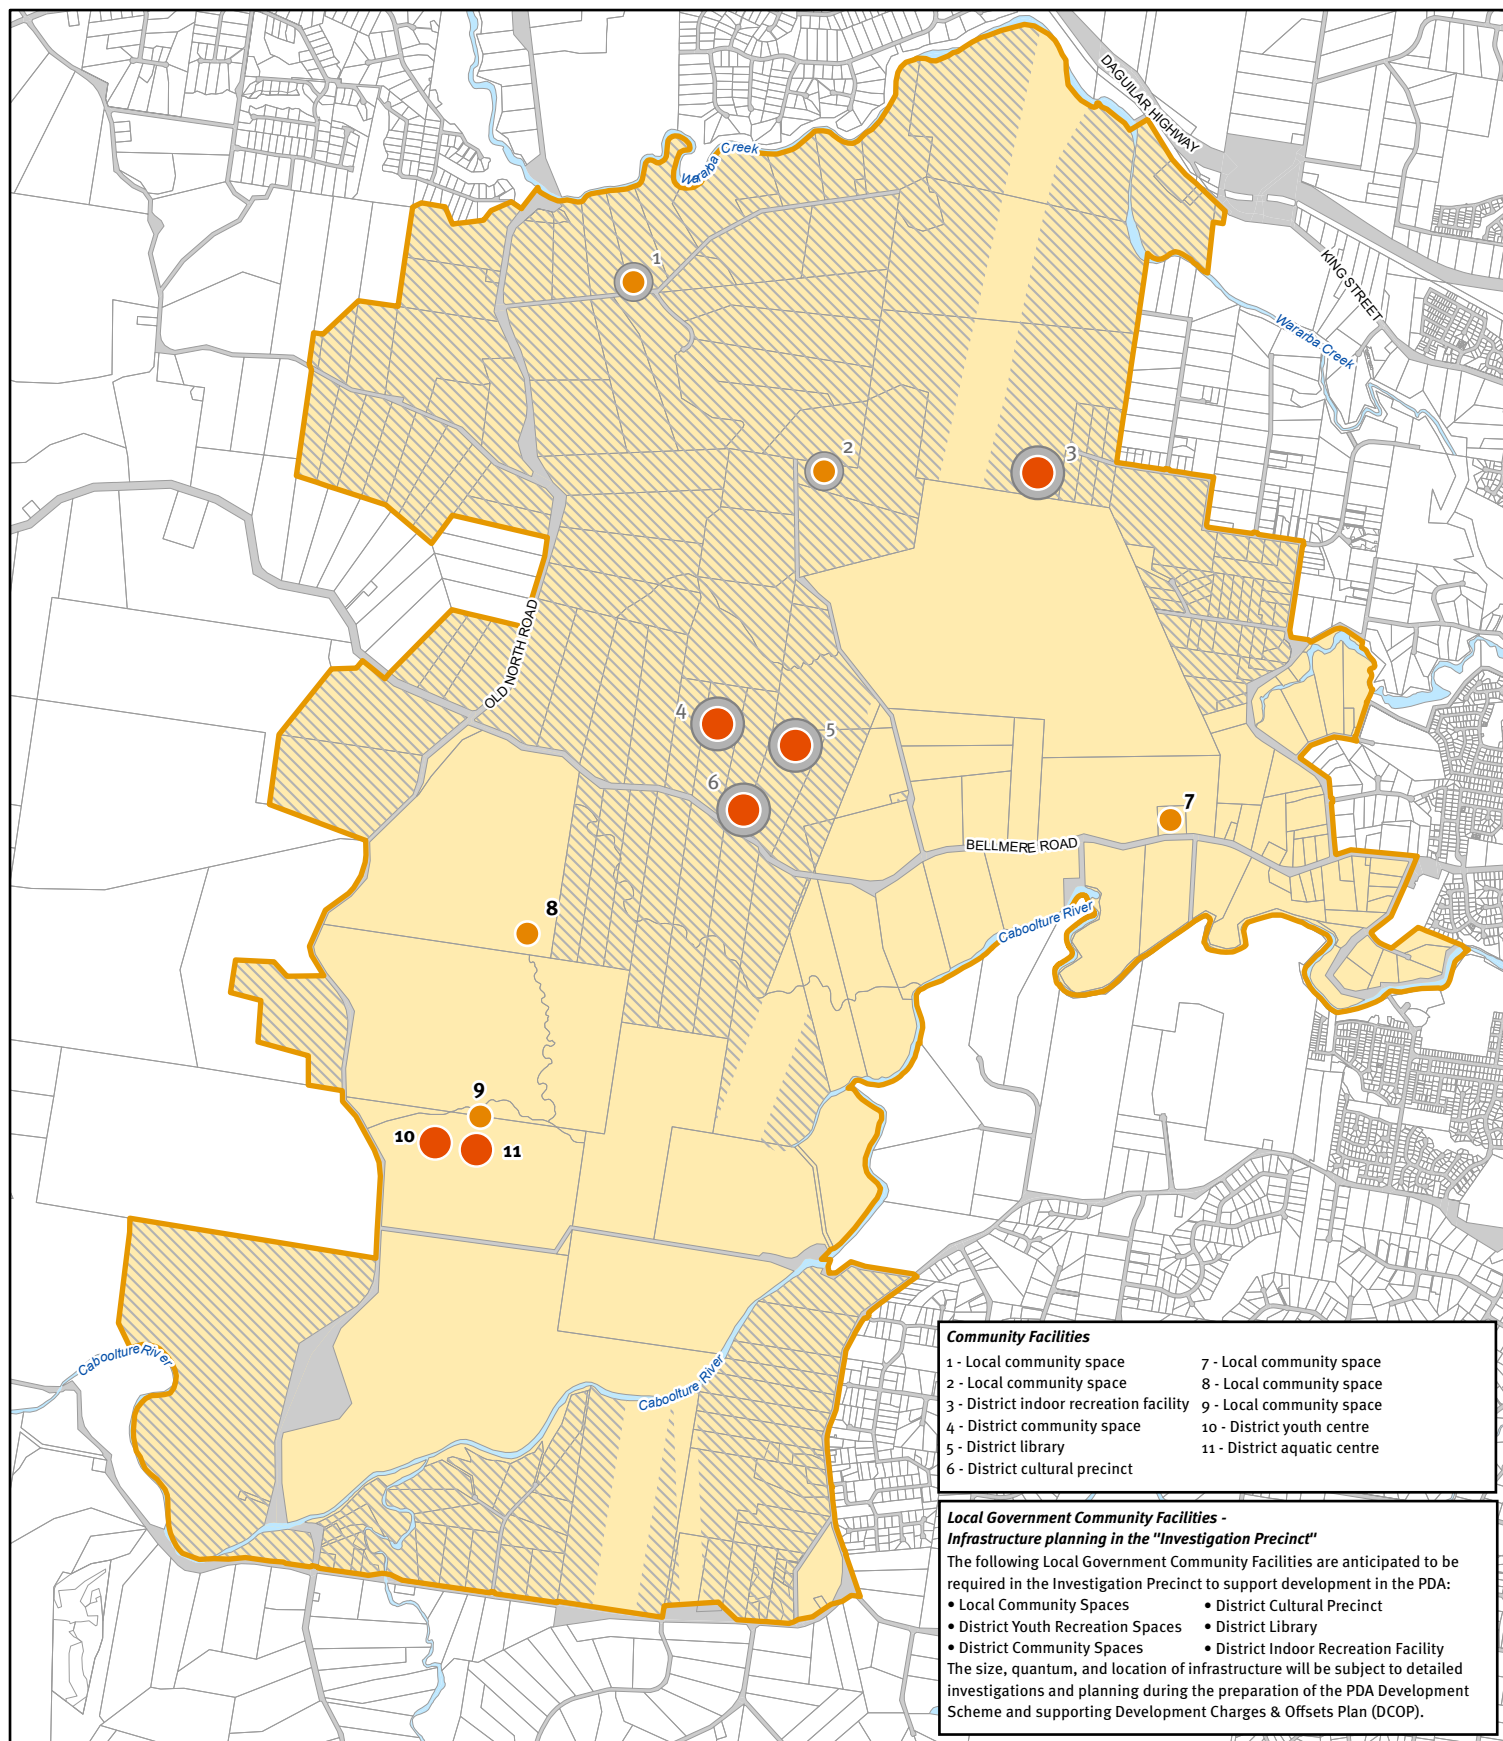 DAGUILAR HIGHWAY
Wararba Creek
1
KING STREET
Wararba Creek
2
3
OLD NORTH ROAD
4
5
6
7
BELLMERE ROAD
8
Caboolture River
9
10
11
Caboolture River
Caboolture River
Community Facilities
1 - Local community space
2 - Local community space
3 - District indoor recreation facility
4 - District community space
5 - District library
6 - District cultural precinct
7 - Local community space
8 - Local community space
9 - Local community space
10 - District youth centre
11 - District aquatic centre
Local Government Community Facilities -
Infrastructure planning in the "Investigation Precinct"
The following Local Government Community Facilities are anticipated to be
required in the Investigation Precinct to support development in the PDA:
• Local Community Spaces
• District Youth Recreation Spaces
• District Community Spaces
• District Cultural Precinct
• District Library
• District Indoor Recreation Facility
The size, quantum, and location of infrastructure will be subject to detailed
investigations and planning during the preparation of the PDA Development
Scheme and supporting Development Charges & Offsets Plan (DCOP).